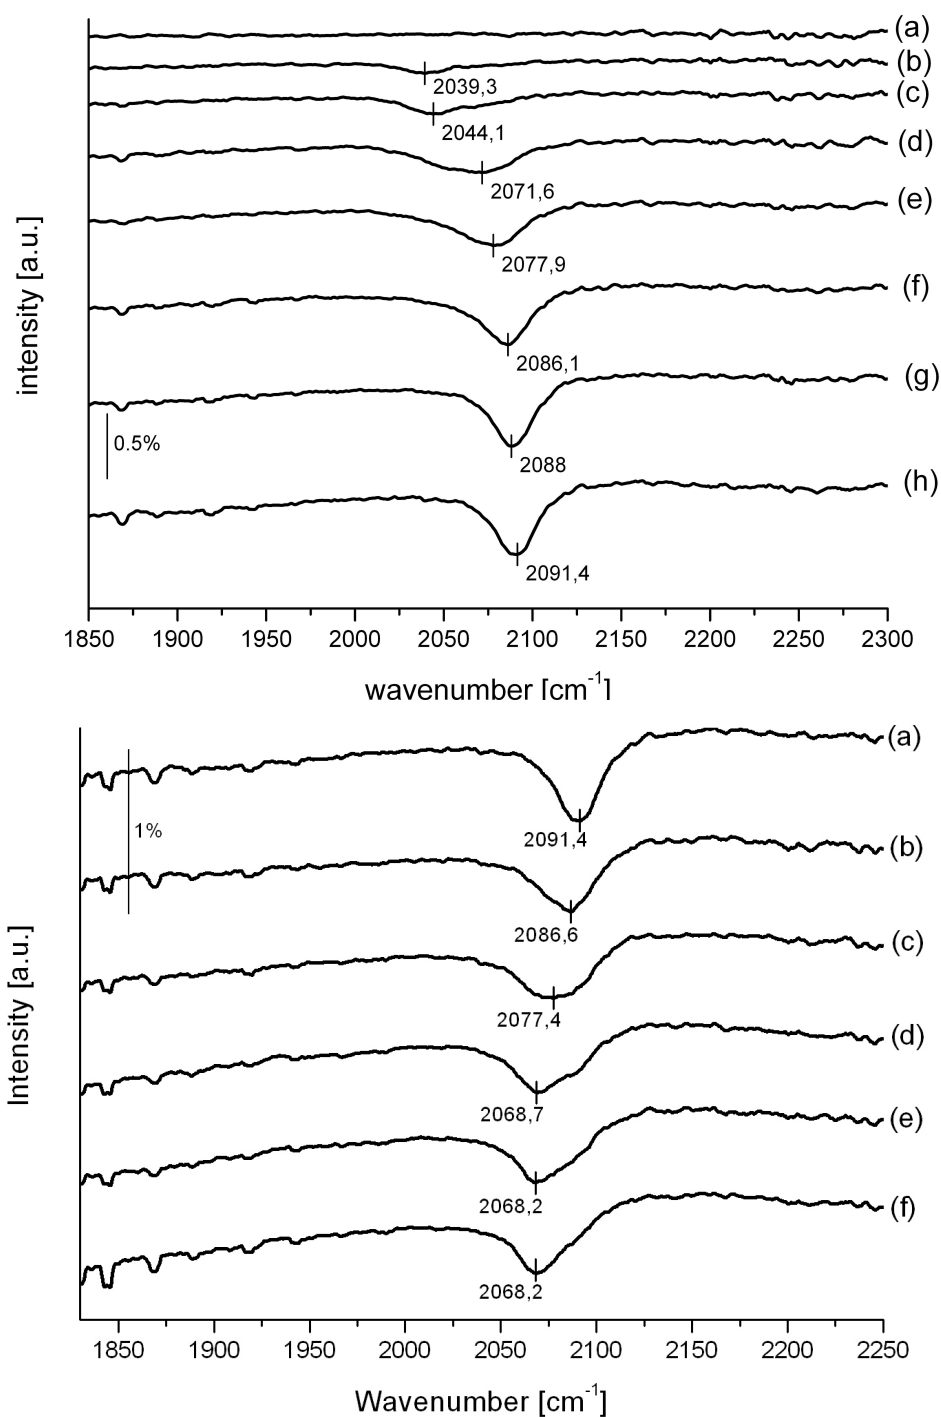 (a)
(b)
2039,3
(c)
2044,1
(d)
2071,6
(e)
2077,9
(f)
2086,1
(g)
0.5%
2088
(h)
2091,4
intensity [a.u.]
1850 1900 1950 2000 2050 2100 2150 2200 2250 2300
wavenumber [cm-1]
(a)
1%
2091,4
(b)
2086,6
(c)
2077,4
(d)
2068,7
(e)
2068,2
(f)
2068,2
Intensity [a.u.]
1850 1900 1950 2000 2050 2100 2150 2200 2250
Wavenumber [cm-1]